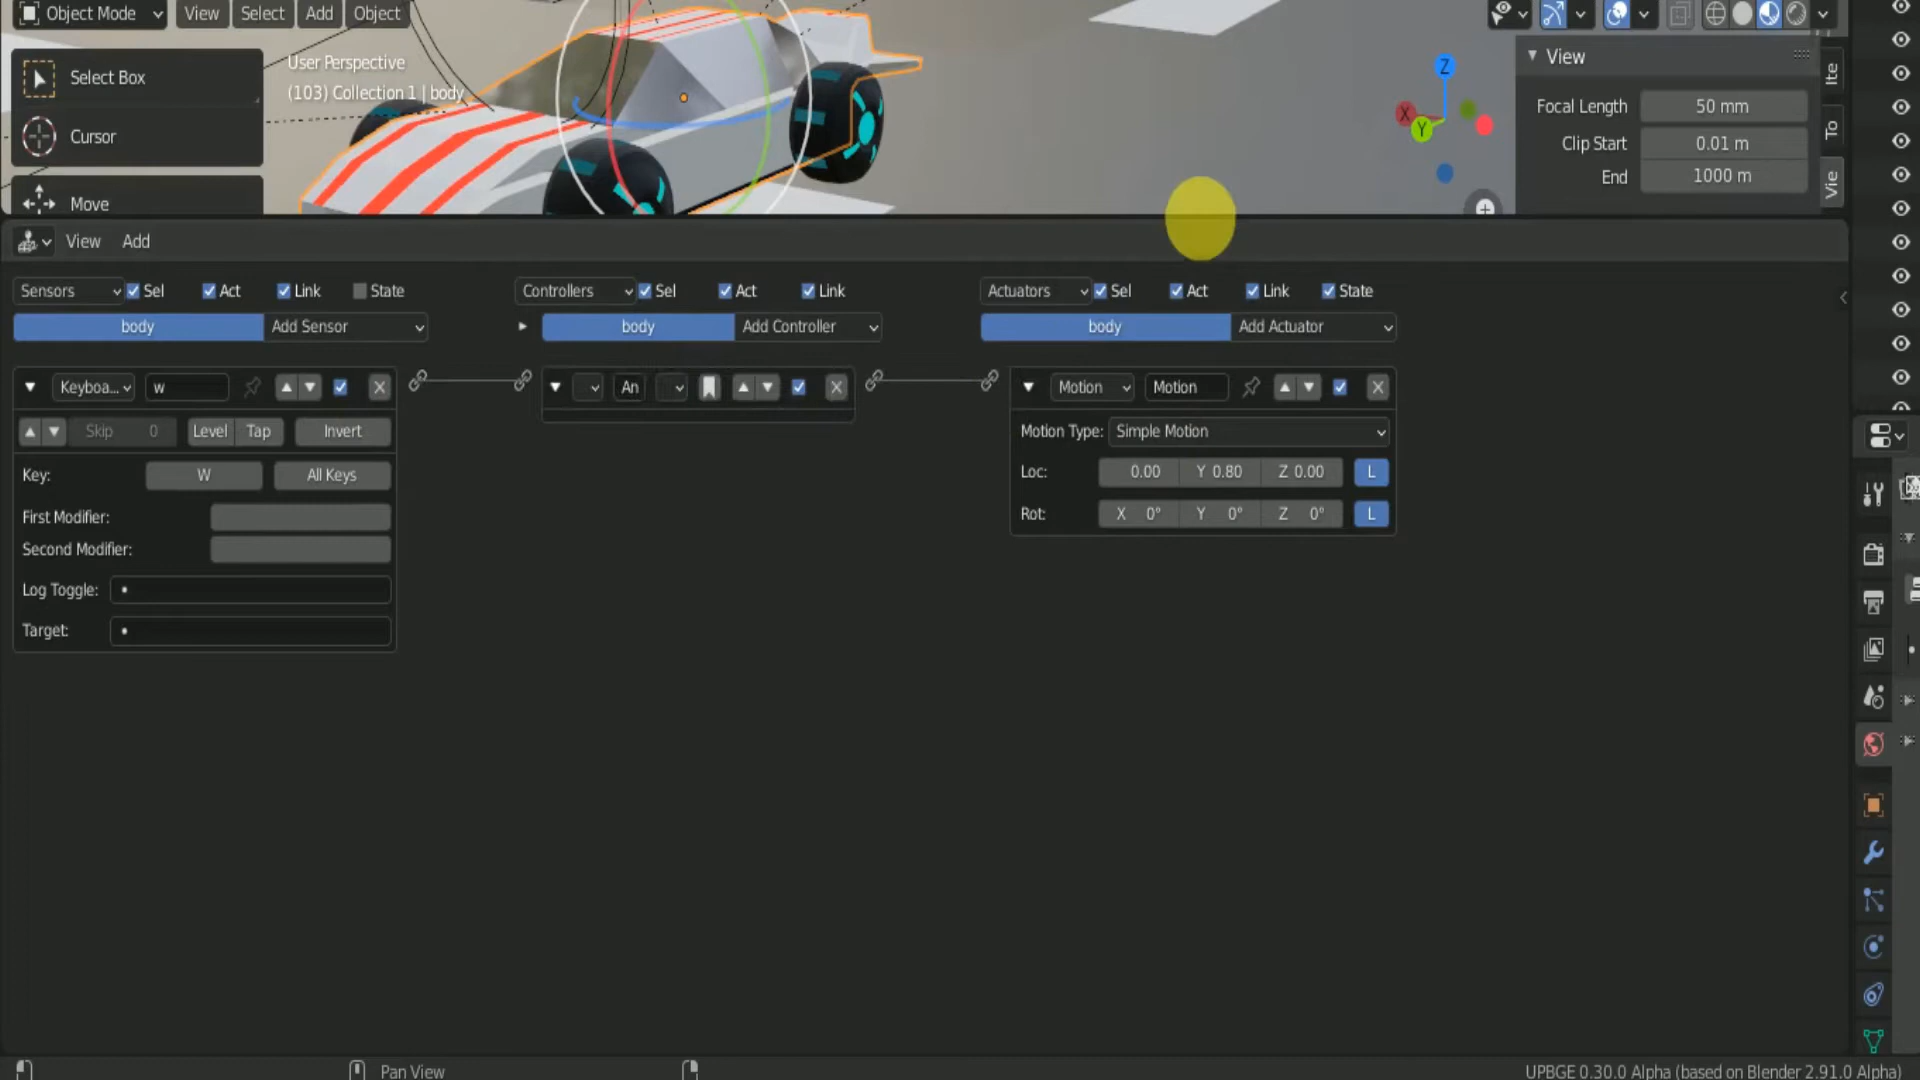 Object Mode View Select Add Object
Select Box
Cursor
Move
User Perspective
(103) Collection 1 | body
Z
X
Y
View
Focal Length 50 mm
Clip Start 0.01 m
End 1000 m
Ite
To
Vie
View Add
Sensors Sel Act Link State Controllers Sel Act Link Actuators Sel Act Link State
body Add Sensor body Add Controller body Add Actuator
Keyboa... w An Motion Motion
Skip 0 Level Tap Invert
Motion Type: Simple Motion
Key: W All Keys
Loc: 0.00 Y 0.80 Z 0.00 L
First Modifier:
Rot: X 0° Y 0° Z 0° L
Second Modifier:
Log Toggle:
Target:
Pan View
UPBGE 0.30.0 Alpha (based on Blender 2.91.0 Alpha)